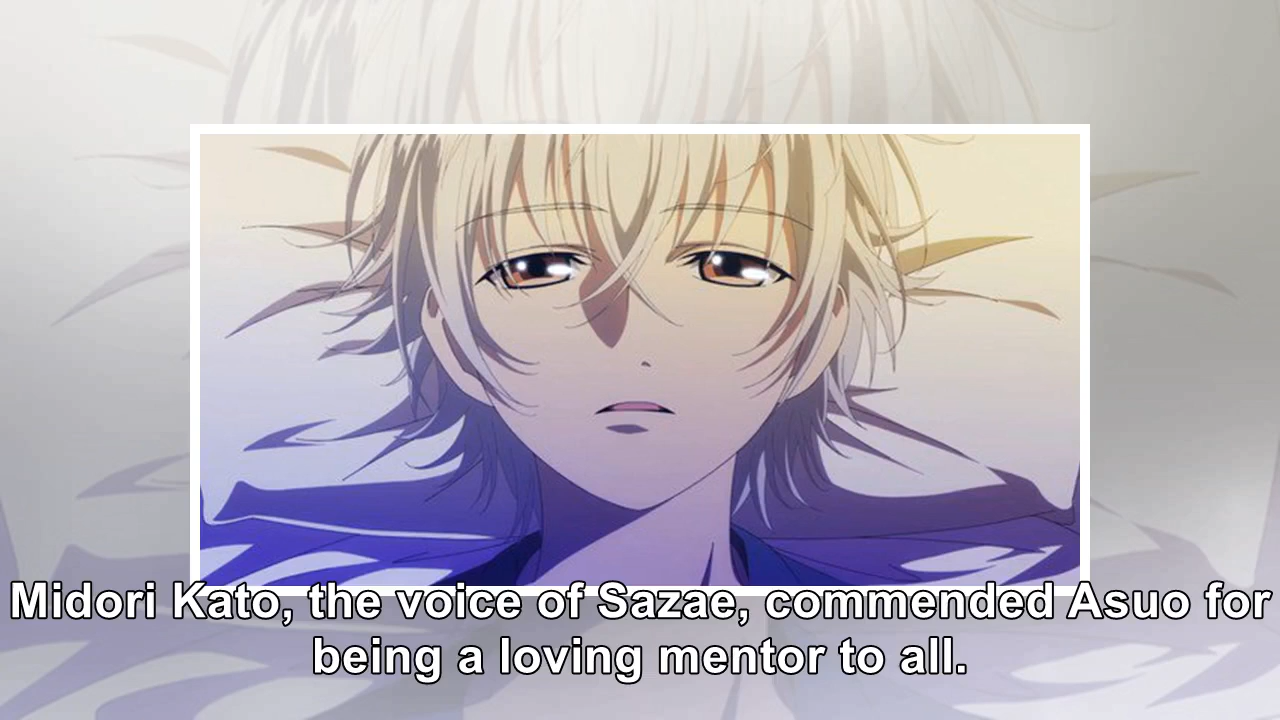 Midori Kato, the voice of Sazae, commended Asuo for
being a loving mentor to all.